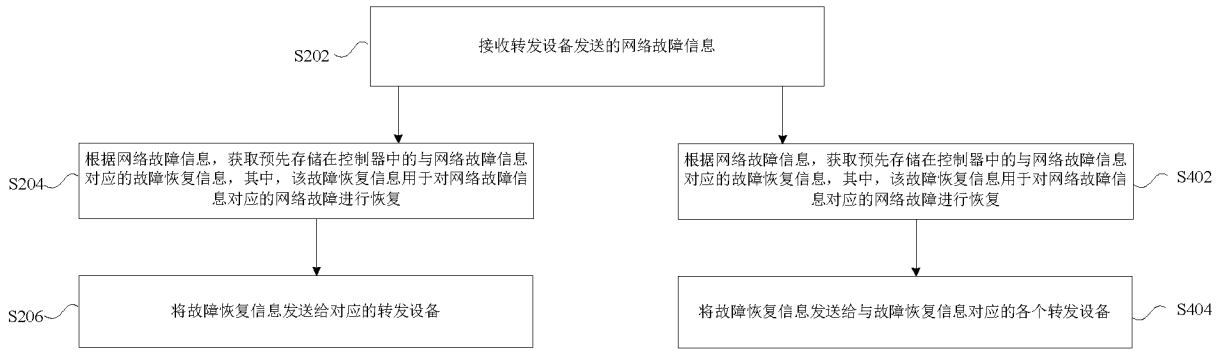 接收转发设备发送的网络故障信息
S202
根据网络故障信息，获取预先存储在控制器中的与网络故障信息
对应的故障恢复信息，其中，该故障恢复信息用于对网络故障信
息对应的网络故障进行恢复
S204
根据网络故障信息，获取预先存储在控制器中的与网络故障信息
对应的故障恢复信息，其中，该故障恢复信息用于对网络故障信
息对应的网络故障进行恢复
S402
将故障恢复信息发送给对应的转发设备
S206
将故障恢复信息发送给与故障恢复信息对应的各个转发设备
S404